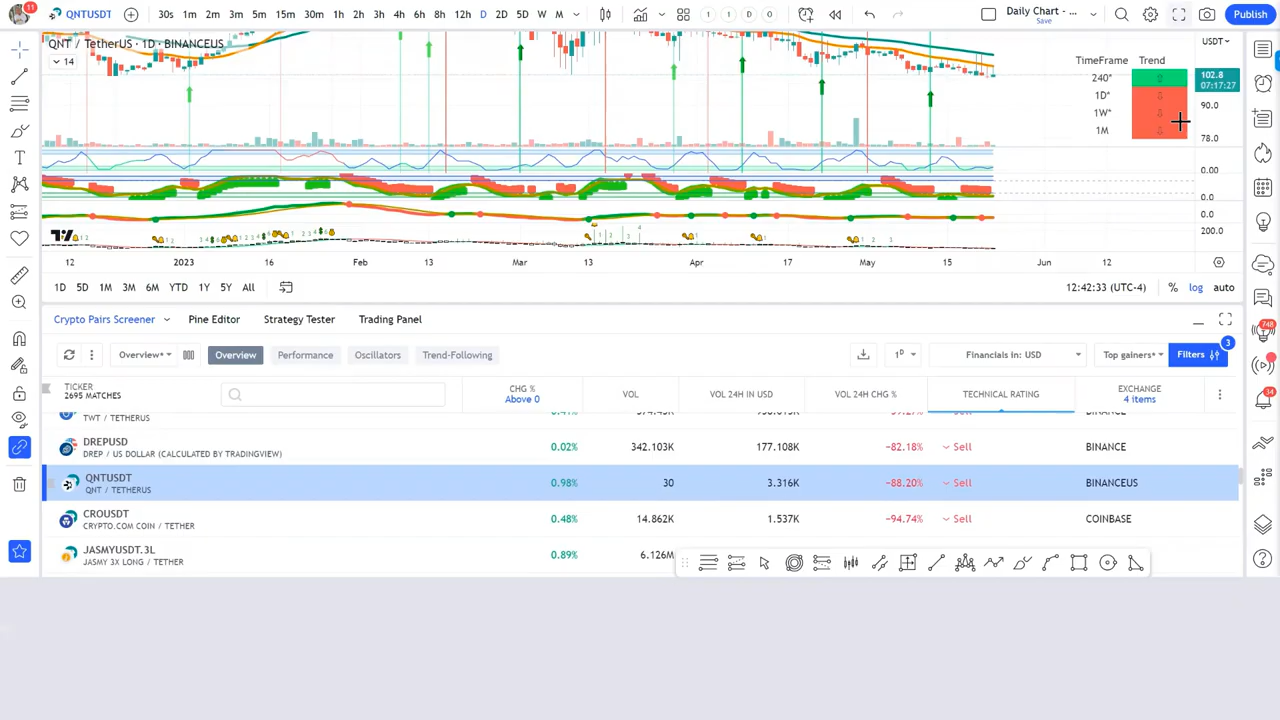 11 QNTUSDT 30s 1m 2m 3m 5m 15m 30m 1h 2h 3h 4h 6h 8h 12h D 2D 5D W M 1 1 D D Daily Chart - ... Save Publish
QNT / TetherUS · 1D · BINANCEUS
USDT
14
TimeFrame Trend
240*
1D*
1W*
1M
102.8
07:17:27
90.0
78.0
0.00
0.0
0.0
200.0
12 2023 16 Feb 13 Mar 13 Apr 17 May 15 Jun 12
1D 5D 1M 3M 6M YTD 1Y 5Y All 12:42:33 (UTC-4) % log auto
Crypto Pairs Screener Pine Editor Strategy Tester Trading Panel
748
3
Overview* Overview Performance Oscillators Trend-Following 1D Financials in: USD Top gainers* Filters
TICKER
2695 MATCHES
CHG %
Above 0
VOL
VOL 24H IN USD
VOL 24H CHG %
TECHNICAL RATING
EXCHANGE
4 items
34
TWT / TETHERUS
DREPUSD
DREP / US DOLLAR (CALCULATED BY TRADINGVIEW)
0.02% 342.103K 177.108K −82.18% Sell BINANCE
QNTUSDT
QNT / TETHERUS
0.98% 30 3.316K −88.20% Sell BINANCEUS
CROUSDT
CRYPTO.COM COIN / TETHER
0.48% 14.862K 1.537K −94.74% Sell COINBASE
JASMYUSDT.3L
JASMY 3X LONG / TETHER
0.89% 6.126M